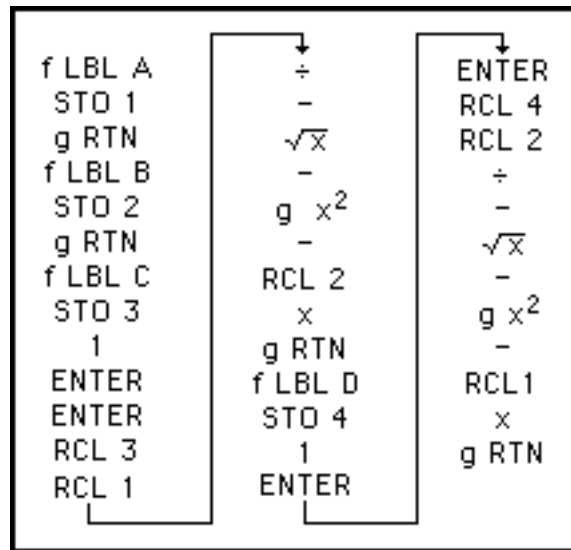 f LBL A
STO 1
g RTN
f LBL B
STO 2
g RTN
f LBL C
STO 3
1
ENTER
ENTER
RCL 3
RCL 1
÷
–
√x
–
g x²
–
RCL 2
x
g RTN
f LBL D
STO 4
1
ENTER
ENTER
RCL 4
RCL 2
÷
–
√x
–
g x²
–
RCL1
x
g RTN